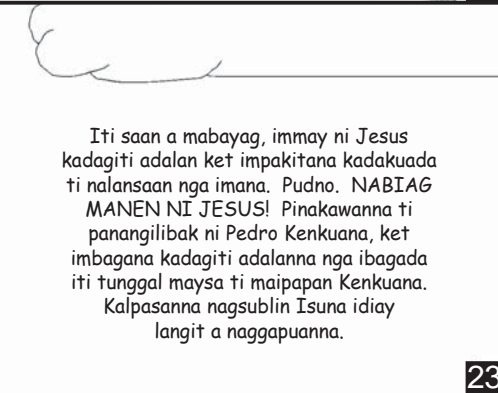 Iti saan a mabayag, immay ni Jesus
kadagiti adalan ket impakitana kadakuada
ti nalansaan nga imana. Pudno. NABIAG
MANEN NI JESUS! Pinakawanna ti
panangilibak ni Pedro Kenkuana, ket
imbagana kadagiti adalanna nga ibagada
iti tunggal maysa ti maipapan Kenkuana.
Kalpasanna nagsublin Isuna idiay
langit a naggapuanna.
23